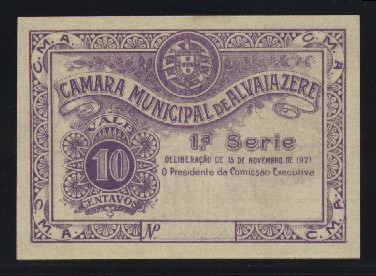 C. M. A.
C. M. A.
CAMARA MUNICIPAL DE ALVAIAZERE
1.ª Serie
VALE
10
CENTAVOS
DELIBERAÇÃO DE 15 DE NOVEMBRO DE 1921
O Presidente da Comissão Executiva
Nº
C. M. A.
C. M. A.